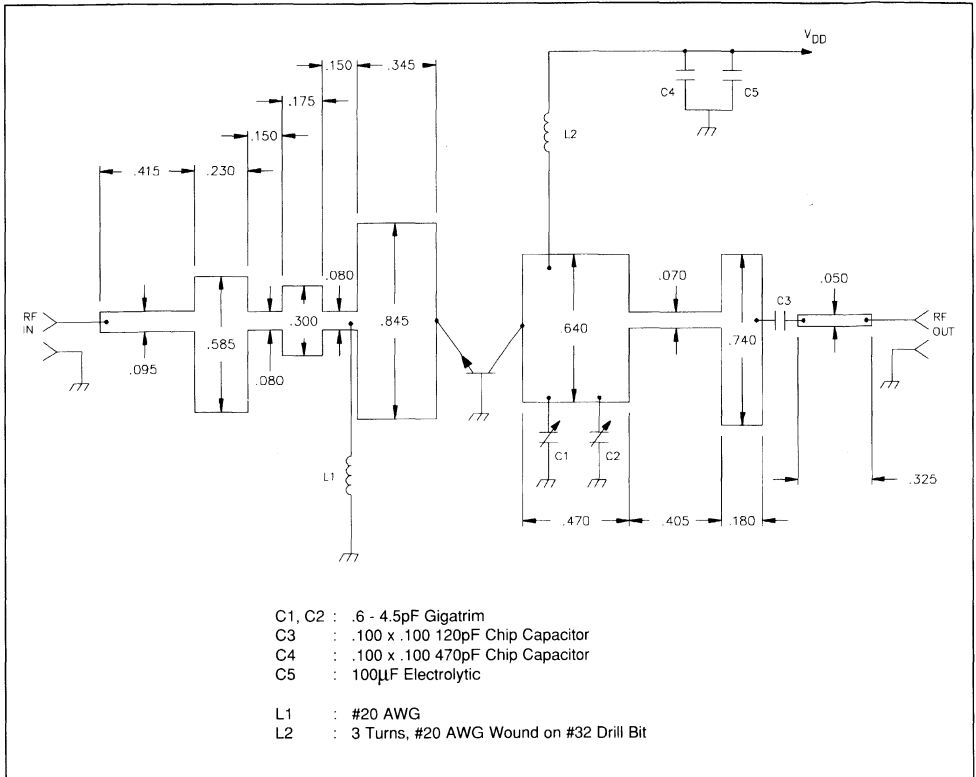 V_DD
.150
.345
C4
C5
.175
L2
.150
.415
.230
.080
.070
C3
.050
RF
IN
.300
.845
.640
RF
OUT
.585
.740
.095
.080
C1
C2
L1
.325
.470
.405
.180
C1, C2 : .6 - 4.5pF Gigatrim
C3 : .100 x .100 120pF Chip Capacitor
C4 : .100 x .100 470pF Chip Capacitor
C5 : 100µF Electrolytic
L1 : #20 AWG
L2 : 3 Turns, #20 AWG Wound on #32 Drill Bit